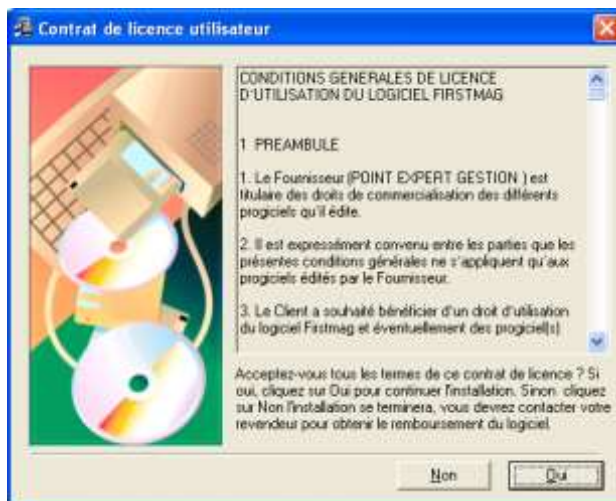 Contrat de licence utilisateur
CONDITIONS GENERALES DE LICENCE
D'UTILISATION DU LOGICIEL FIRSTMAG
1 PREAMBULE
1. Le Fournisseur (POINT EXPERT GESTION ) est
titulaire des droits de commercialisation des différents
progiciels qu'il édite.
2. Il est expressément convenu entre les parties que les
présentes conditions générales ne s'appliquent qu'aux
progiciels édités par le Fournisseur.
3. Le Client a souhaité bénéficier d'un droit d'utilisation
du logiciel Firstmag et éventuellement des progiciel(s)
Acceptez-vous tous les termes de ce contrat de licence ? Si
oui, cliquez sur Oui pour continuer l'installation. Sinon cliquez
sur Non l'installation se terminera, vous devrez contacter votre
revendeur pour obtenir le remboursement du logiciel.
Non
Oui